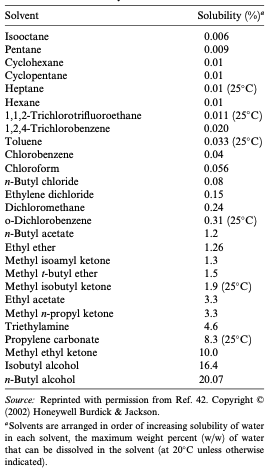 Solvent Solubility (%)ᵃ
Isooctane 0.006
Pentane 0.009
Cyclohexane 0.01
Cyclopentane 0.01
Heptane 0.01 (25°C)
Hexane 0.01
1,1,2-Trichlorotrifluoroethane 0.011 (25°C)
1,2,4-Trichlorobenzene 0.020
Toluene 0.033 (25°C)
Chlorobenzene 0.04
Chloroform 0.056
n-Butyl chloride 0.08
Ethylene dichloride 0.15
Dichloromethane 0.24
o-Dichlorobenzene 0.31 (25°C)
n-Butyl acetate 1.2
Ethyl ether 1.26
Methyl isoamyl ketone 1.3
Methyl t-butyl ether 1.5
Methyl isobutyl ketone 1.9 (25°C)
Ethyl acetate 3.3
Methyl n-propyl ketone 3.3
Triethylamine 4.6
Propylene carbonate 8.3 (25°C)
Methyl ethyl ketone 10.0
Isobutyl alcohol 16.4
n-Butyl alcohol 20.07
Source: Reprinted with permission from Ref. 42. Copyright ©
(2002) Honeywell Burdick & Jackson.
ᵃSolvents are arranged in order of increasing solubility of water
in each solvent, the maximum weight percent (w/w) of water
that can be dissolved in the solvent (at 20°C unless otherwise
indicated).